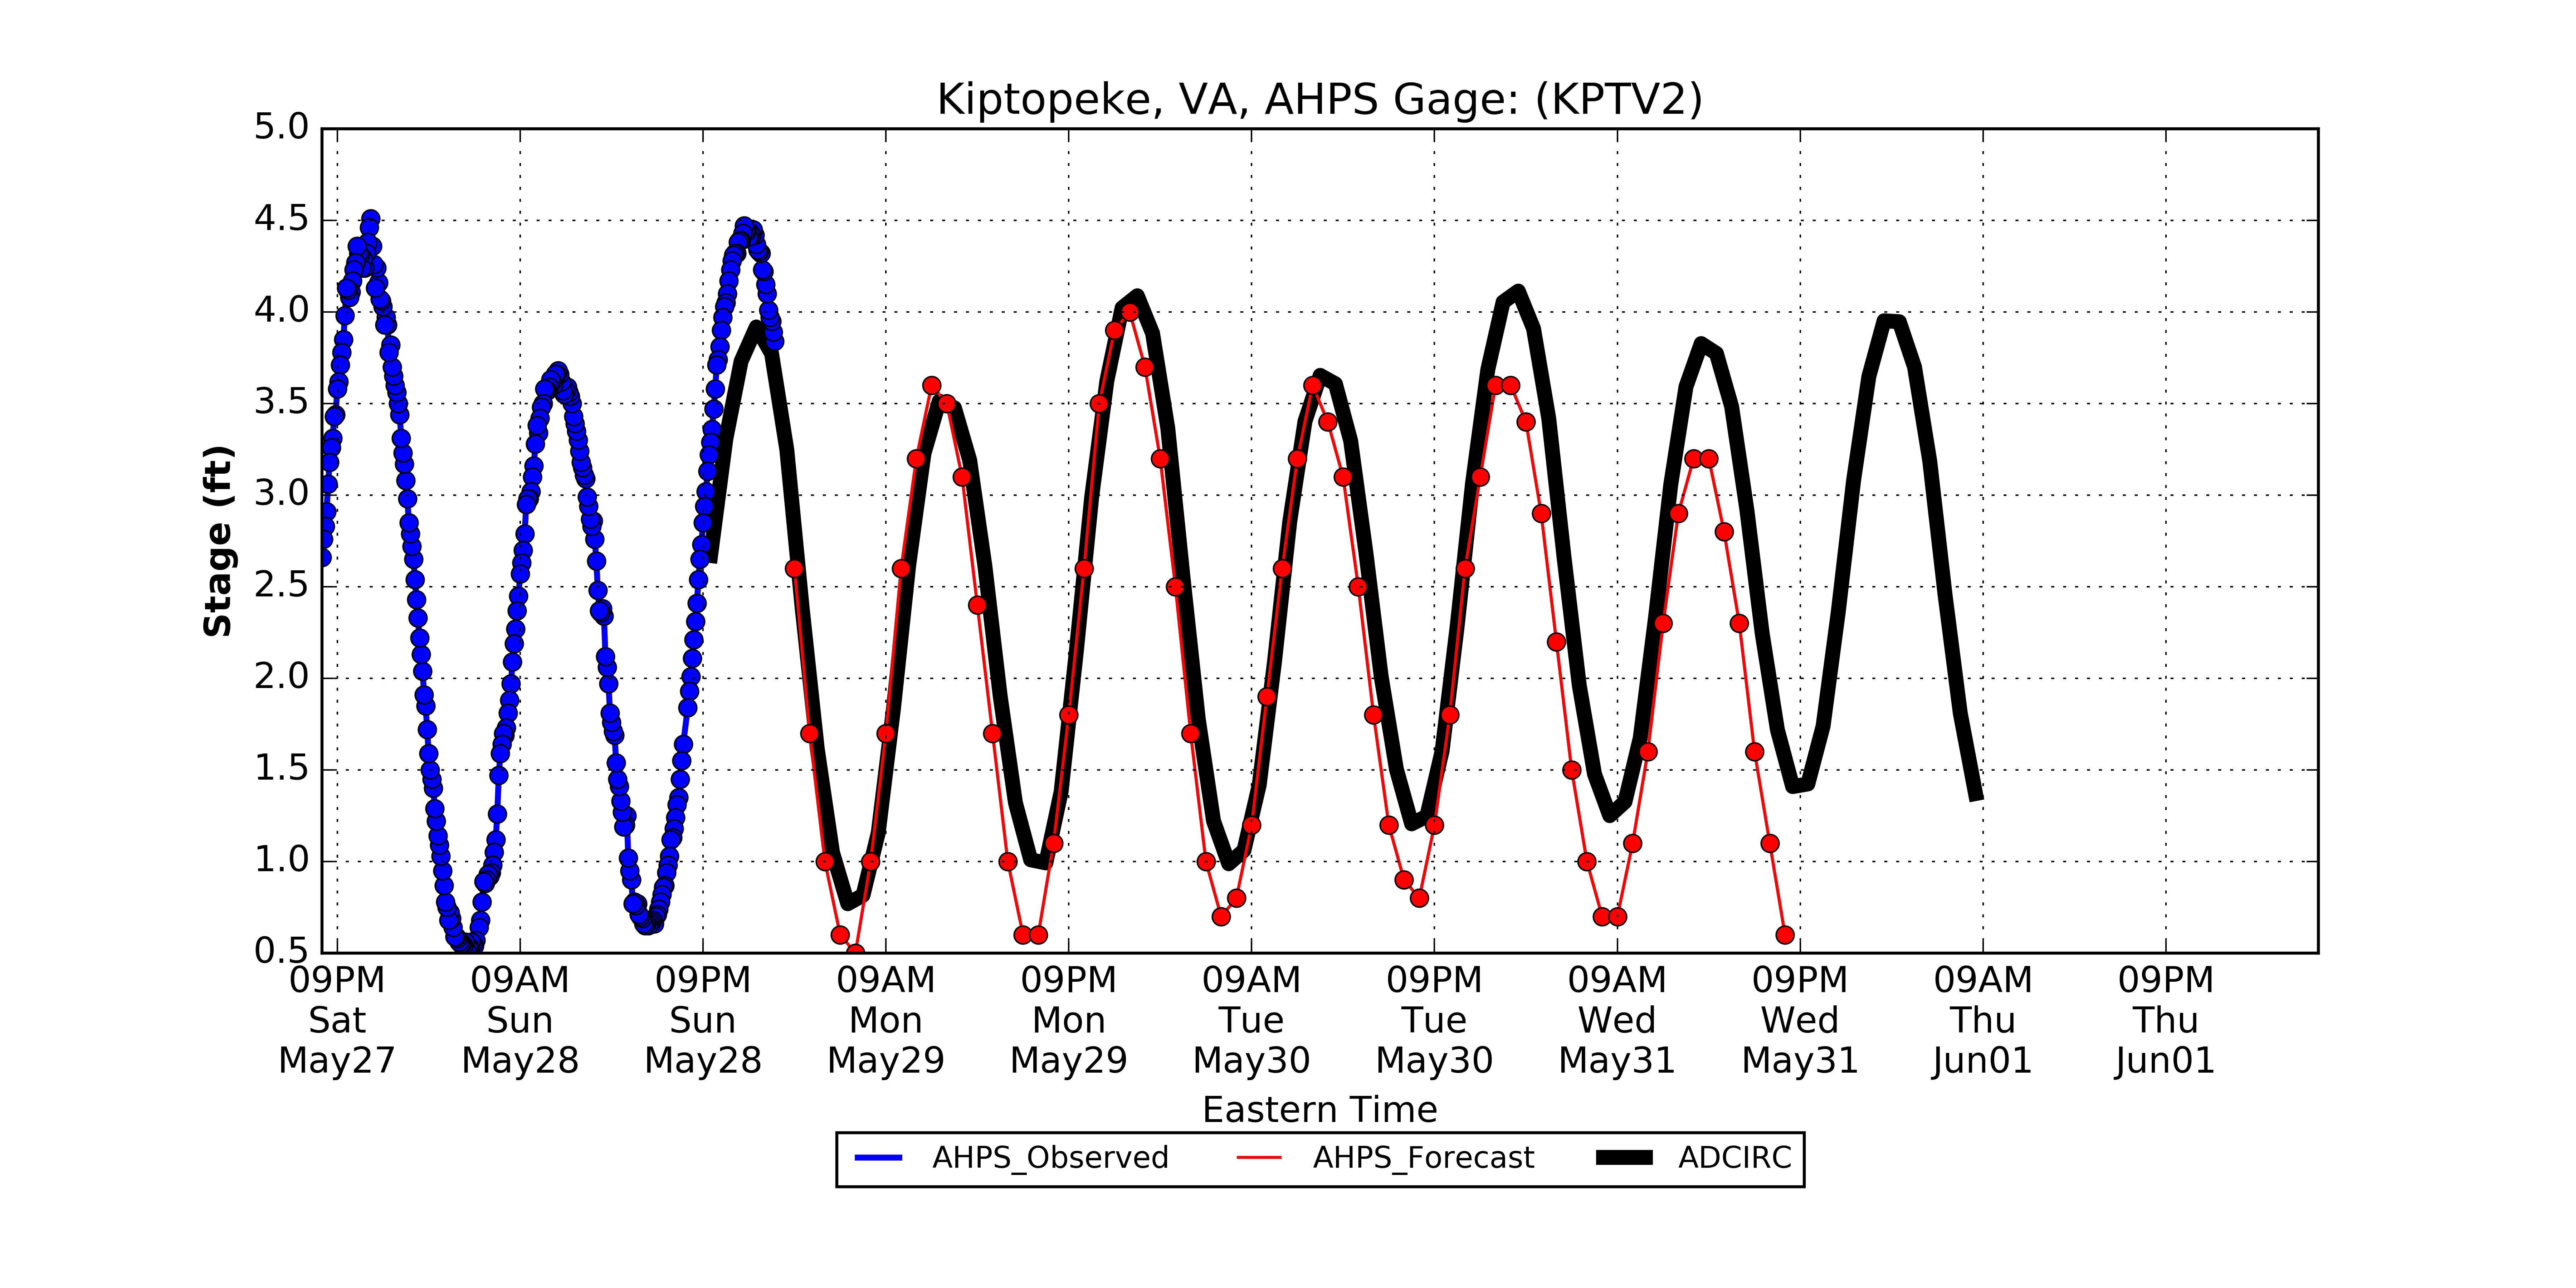 Kiptopeke, VA, AHPS Gage: (KPTV2)
5.0
4.5
4.0
3.5
3.0
2.5
2.0
1.5
1.0
0.5
Stage (ft)
09PM 09AM 09PM 09AM 09PM 09AM 09PM 09AM 09PM 09AM 09PM
Sat Sun Sun Mon Mon Tue Tue Wed Wed Thu Thu
May27 May28 May28 May29 May29 May30 May30 May31 May31 Jun01 Jun01
Eastern Time
AHPS_Observed AHPS_Forecast ADCIRC